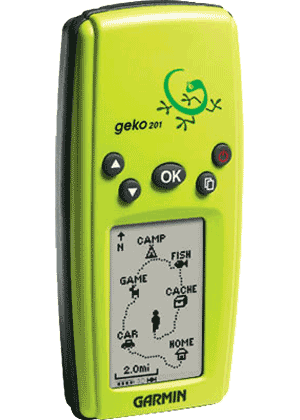 geko 201
OK
N
CAMP
FISH
GAME
CACHE
CAR
HOME
2.0mi
GARMIN